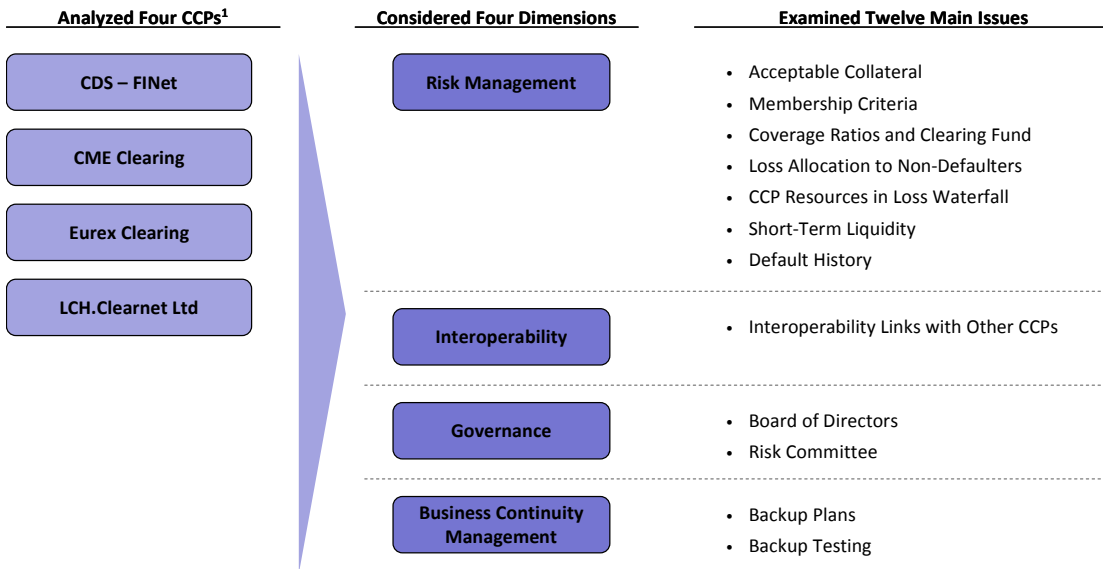 Analyzed Four CCPs1
CDS – FINet
CME Clearing
Eurex Clearing
LCH.Clearnet Ltd
Considered Four Dimensions
Examined Twelve Main Issues
Risk Management
• Acceptable Collateral
• Membership Criteria
• Coverage Ratios and Clearing Fund
• Loss Allocation to Non-Defaulters
• CCP Resources in Loss Waterfall
• Short-Term Liquidity
• Default History
Interoperability
• Interoperability Links with Other CCPs
Governance
• Board of Directors
• Risk Committee
Business Continuity
Management
• Backup Plans
• Backup Testing